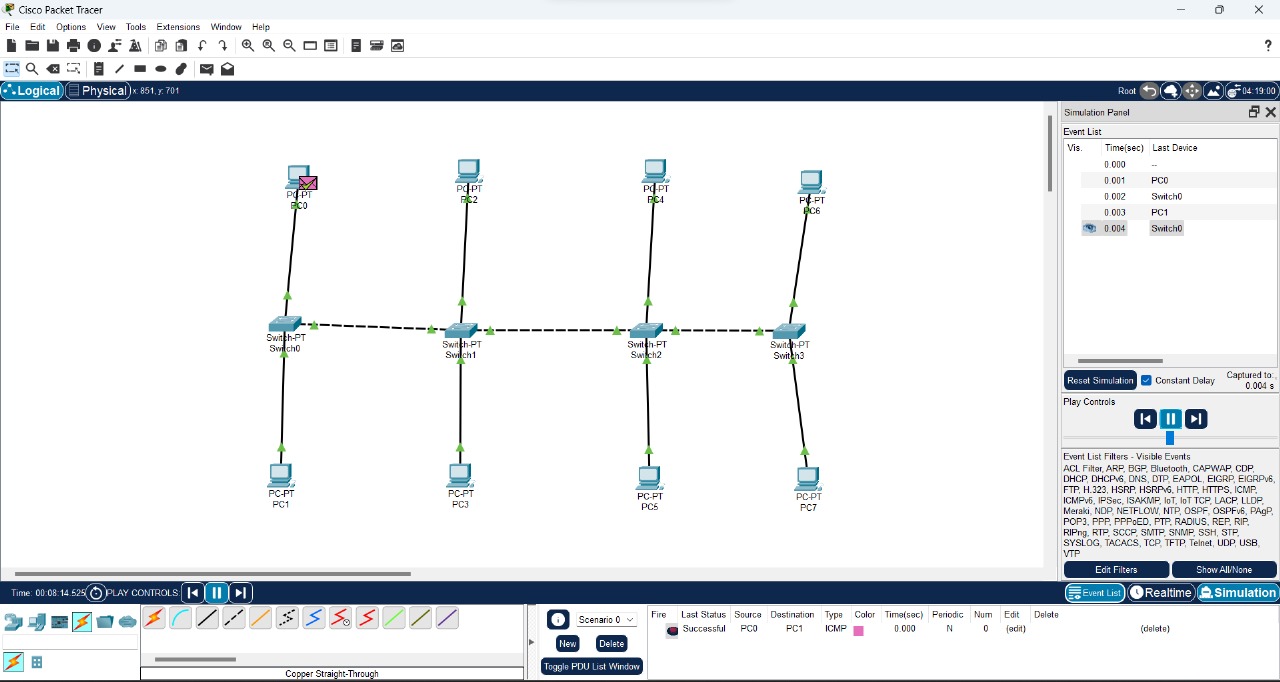 Cisco Packet Tracer
File Edit Options View Tools Extensions Window Help
?
Logical Physical x: 851, y: 701 Root 04:19:00
PC-PT
PC0
PC-PT
PC2
PC-PT
PC4
PC-PT
PC6
Switch-PT
Switch0
Switch-PT
Switch1
Switch-PT
Switch2
Switch-PT
Switch3
PC-PT
PC1
PC-PT
PC3
PC-PT
PC5
PC-PT
PC7
Simulation Panel
Event List
Vis. Time(sec) Last Device
0.000 --
0.001 PC0
0.002 Switch0
0.003 PC1
0.004 Switch0
Reset Simulation Constant Delay Captured to:
0.004 s
Play Controls
Event List Filters - Visible Events
ACL Filter, ARP, BGP, Bluetooth, CAPWAP, CDP,
DHCP, DHCPv6, DNS, DTP, EAPOL, EIGRP, EIGRPv6,
FTP, H.323, HSRP, HSRPv6, HTTP, HTTPS, ICMP,
ICMPv6, IPSec, ISAKMP, IoT, IoT TCP, LACP, LLDP,
Meraki, NDP, NETFLOW, NTP, OSPF, OSPFv6, PAgP,
POP3, PPP, PPPoED, PTP, RADIUS, REP, RIP,
RIPng, RTP, SCCP, SMTP, SNMP, SSH, STP,
SYSLOG, TACACS, TCP, TFTP, Telnet, UDP, USB,
VTP
Edit Filters Show All/None
Time: 00:08:14.525 PLAY CONTROLS: Event List Realtime Simulation
Scenario 0
New Delete
Toggle PDU List Window
Fire Last Status Source Destination Type Color Time(sec) Periodic Num Edit Delete
Successful PC0 PC1 ICMP 0.000 N 0 (edit) (delete)
Copper Straight-Through